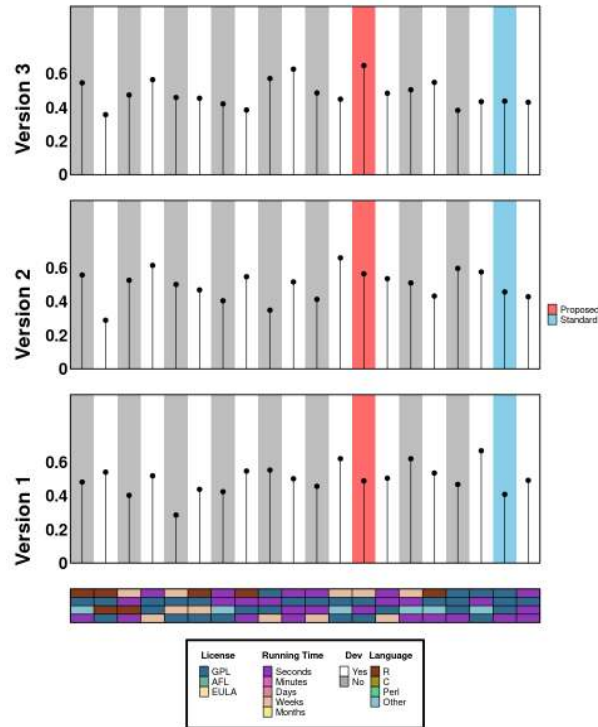 Version 3
0.6
0.4
0.2
0
Version 2
0.6
0.4
0.2
0
Proposed
Standard
Version 1
0.6
0.4
0.2
0
License
GPL
AFL
EULA
Running Time
Seconds
Minutes
Days
Weeks
Months
Dev
Yes
No
Language
R
C
Perl
Other